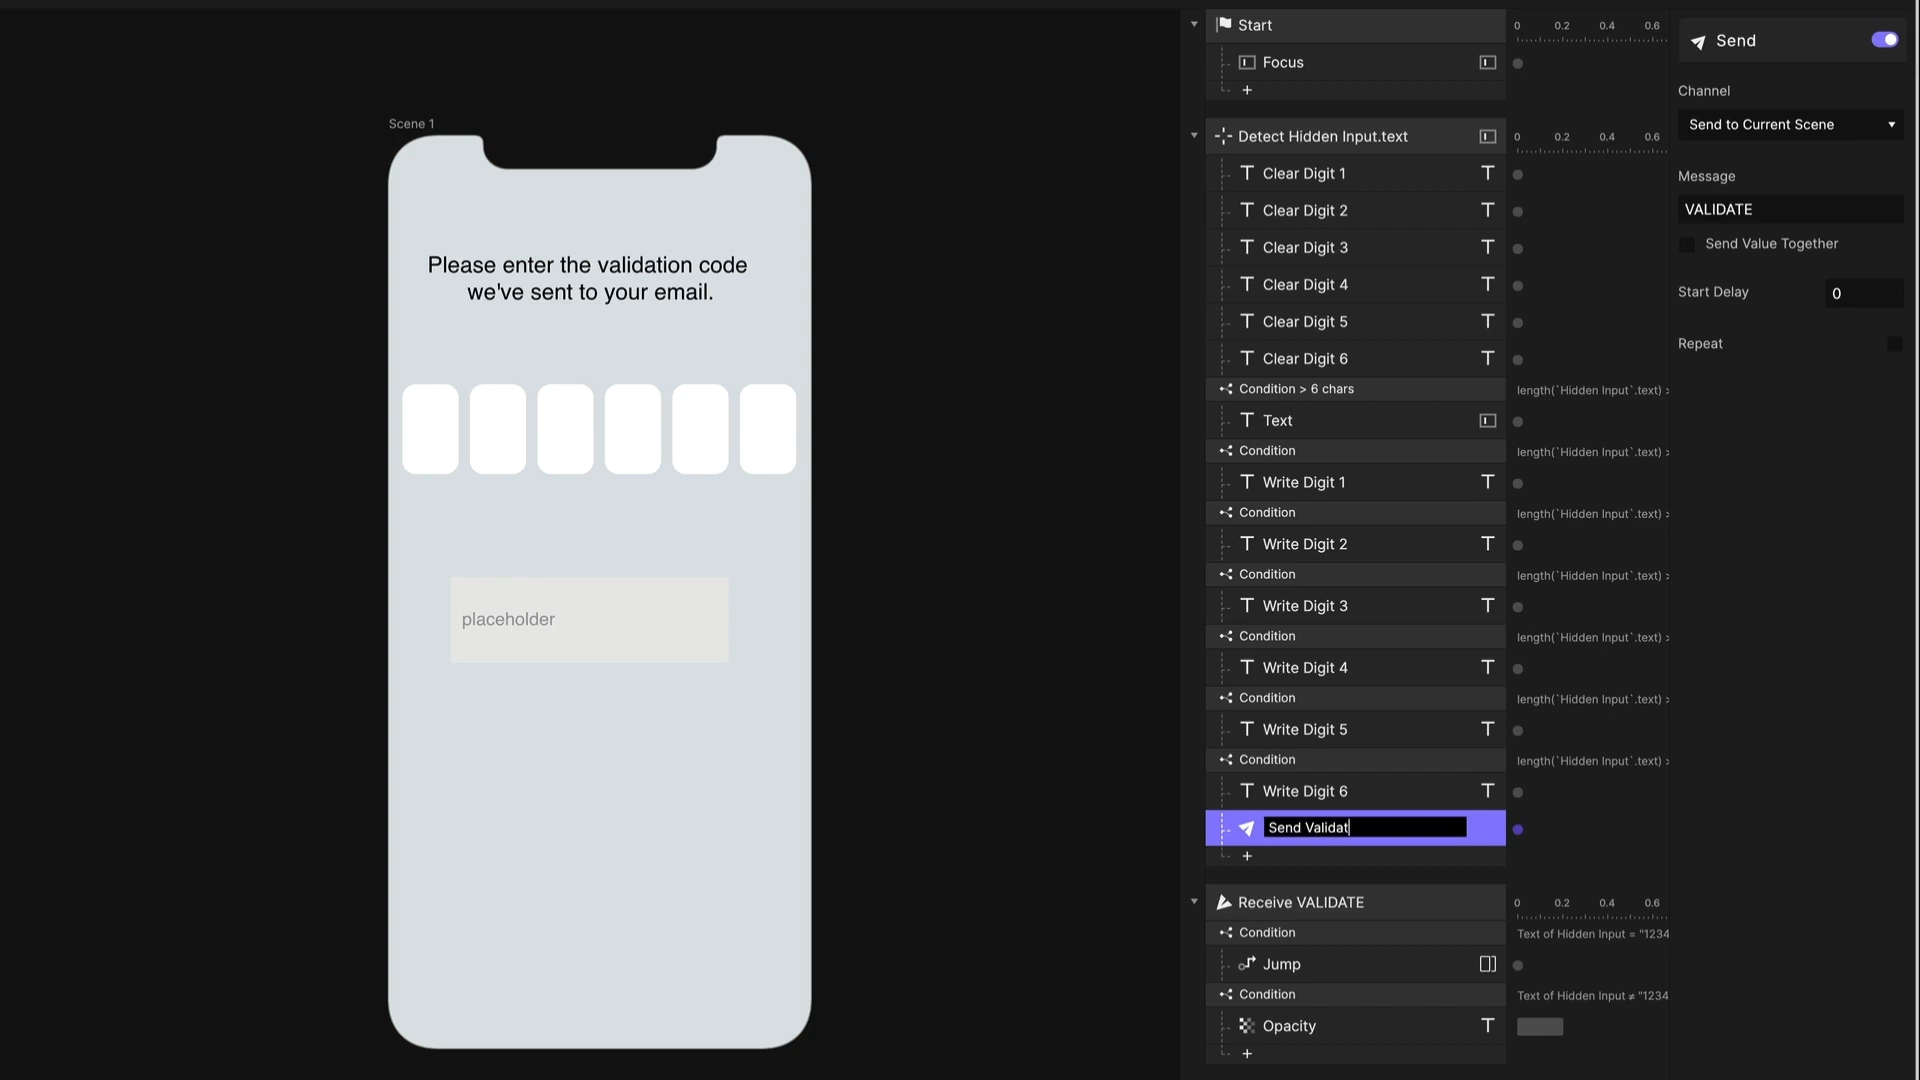 Scene 1
Please enter the validation code
we've sent to your email.
placeholder
Start
0 0.2 0.4 0.6
Focus
+
Detect Hidden Input.text
0 0.2 0.4 0.6
Clear Digit 1
Clear Digit 2
Clear Digit 3
Clear Digit 4
Clear Digit 5
Clear Digit 6
Condition > 6 chars
length(`Hidden Input`.text) >
Text
Condition
length(`Hidden Input`.text) >
Write Digit 1
Condition
length(`Hidden Input`.text) >
Write Digit 2
Condition
length(`Hidden Input`.text) >
Write Digit 3
Condition
length(`Hidden Input`.text) >
Write Digit 4
Condition
length(`Hidden Input`.text) >
Write Digit 5
Condition
length(`Hidden Input`.text) >
Write Digit 6
Send Validat
+
Receive VALIDATE
0 0.2 0.4 0.6
Condition
Text of Hidden Input = "1234
Jump
Condition
Text of Hidden Input ≠ "1234
Opacity
+
Send
Channel
Send to Current Scene
Message
VALIDATE
Send Value Together
Start Delay
0
Repeat